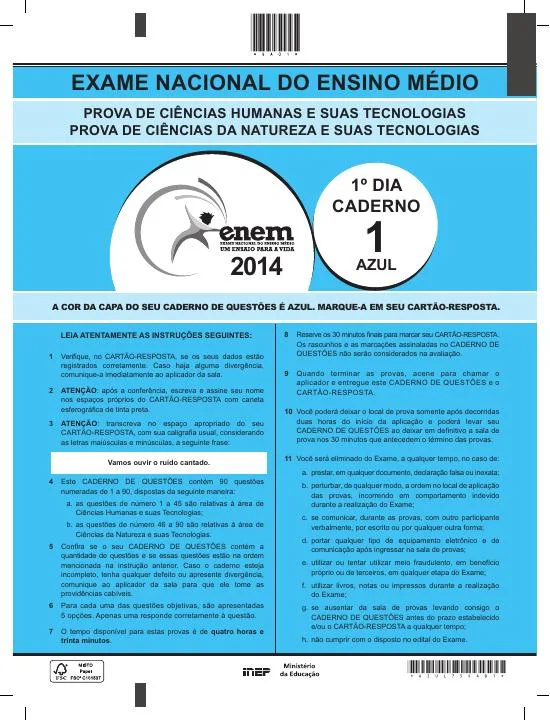 *SA01*
EXAME NACIONAL DO ENSINO MÉDIO
PROVA DE CIÊNCIAS HUMANAS E SUAS TECNOLOGIAS
PROVA DE CIÊNCIAS DA NATUREZA E SUAS TECNOLOGIAS
enem
EXAME NACIONAL DO ENSINO MÉDIO
UM ENSAIO PARA A VIDA
2014
1º DIA
CADERNO
1
AZUL
A COR DA CAPA DO SEU CADERNO DE QUESTÕES É AZUL. MARQUE-A EM SEU CARTÃO-RESPOSTA.
LEIA ATENTAMENTE AS INSTRUÇÕES SEGUINTES:
1 Verifique, no CARTÃO-RESPOSTA, se os seus dados estão
registrados corretamente. Caso haja alguma divergência,
comunique-a imediatamente ao aplicador da sala.
2 ATENÇÃO: após a conferência, escreva e assine seu nome
nos espaços próprios do CARTÃO-RESPOSTA com caneta
esferográfica de tinta preta.
3 ATENÇÃO: transcreva no espaço apropriado do seu
CARTÃO-RESPOSTA, com sua caligrafia usual, considerando
as letras maiúsculas e minúsculas, a seguinte frase:
Vamos ouvir o ruído cantado.
4 Este CADERNO DE QUESTÕES contém 90 questões
numeradas de 1 a 90, dispostas da seguinte maneira:
a. as questões de número 1 a 45 são relativas à área de
Ciências Humanas e suas Tecnologias;
b. as questões de número 46 a 90 são relativas à área de
Ciências da Natureza e suas Tecnologias.
5 Confira se o seu CADERNO DE QUESTÕES contém a
quantidade de questões e se essas questões estão na ordem
mencionada na instrução anterior. Caso o caderno esteja
incompleto, tenha qualquer defeito ou apresente divergência,
comunique ao aplicador da sala para que ele tome as
providências cabíveis.
6 Para cada uma das questões objetivas, são apresentadas
5 opções. Apenas uma responde corretamente à questão.
7 O tempo disponível para estas provas é de quatro horas e
trinta minutos.
8 Reserve os 30 minutos finais para marcar seu CARTÃO-RESPOSTA.
Os rascunhos e as marcações assinaladas no CADERNO DE
QUESTÕES não serão considerados na avaliação.
9 Quando terminar as provas, acene para chamar o
aplicador e entregue este CADERNO DE QUESTÕES e o
CARTÃO-RESPOSTA.
10 Você poderá deixar o local de prova somente após decorridas
duas horas do início da aplicação e poderá levar seu
CADERNO DE QUESTÕES ao deixar em definitivo a sala de
prova nos 30 minutos que antecedem o término das provas.
11 Você será eliminado do Exame, a qualquer tempo, no caso de:
a. prestar, em qualquer documento, declaração falsa ou inexata;
b. perturbar, de qualquer modo, a ordem no local de aplicação
das provas, incorrendo em comportamento indevido
durante a realização do Exame;
c. se comunicar, durante as provas, com outro participante
verbalmente, por escrito ou por qualquer outra forma;
d. portar qualquer tipo de equipamento eletrônico e de
comunicação após ingressar na sala de provas;
e. utilizar ou tentar utilizar meio fraudulento, em benefício
próprio ou de terceiros, em qualquer etapa do Exame;
f. utilizar livros, notas ou impressos durante a realização
do Exame;
g. se ausentar da sala de provas levando consigo o
CADERNO DE QUESTÕES antes do prazo estabelecido
e/ou o CARTÃO-RESPOSTA a qualquer tempo;
h. não cumprir com o disposto no edital do Exame.
FSC
MISTO
Papel
FSC® C101537
INEP
Ministério
da Educação